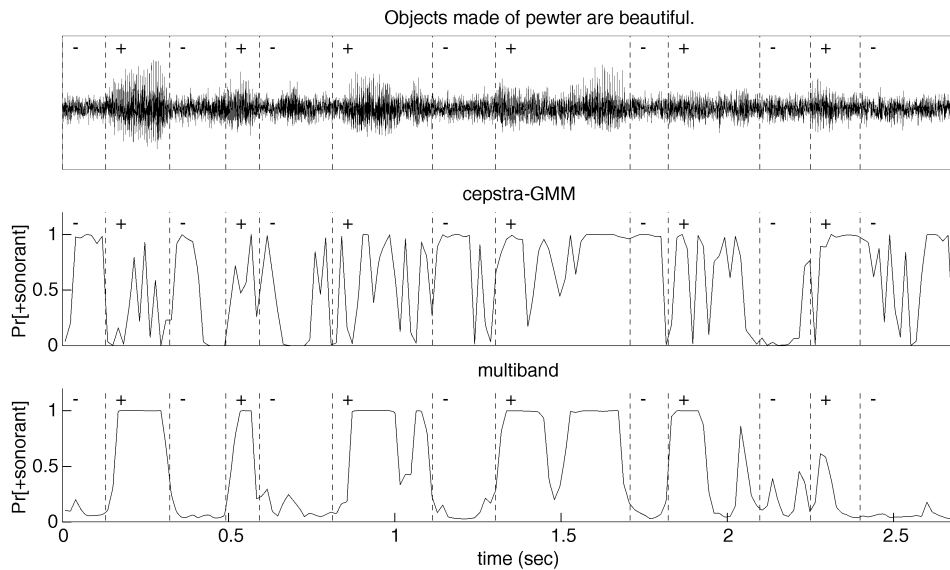 Objects made of pewter are beautiful.
- + - + - + - + - + - + -
cepstra-GMM
- + - + - + - + - + - + -
Pr[+sonorant]
1
0.5
0
multiband
- + - + - + - + - + - + -
Pr[+sonorant]
1
0.5
0
0 0.5 1 1.5 2 2.5
time (sec)